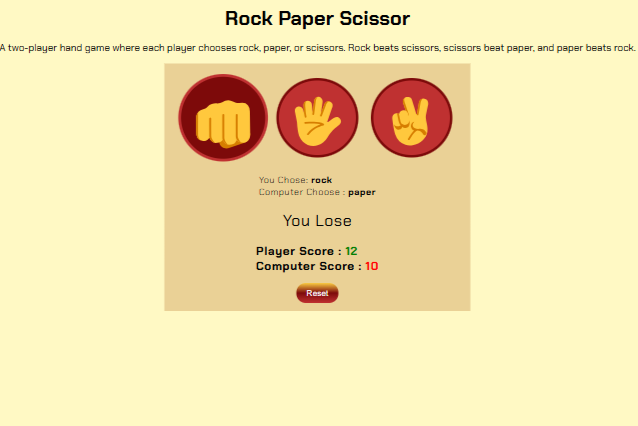 Rock Paper Scissor
A two-player hand game where each player chooses rock, paper, or scissors. Rock beats scissors, scissors beat paper, and paper beats rock.
You Chose: rock
Computer Choose : paper
You Lose
Player Score : 12
Computer Score : 10
Reset